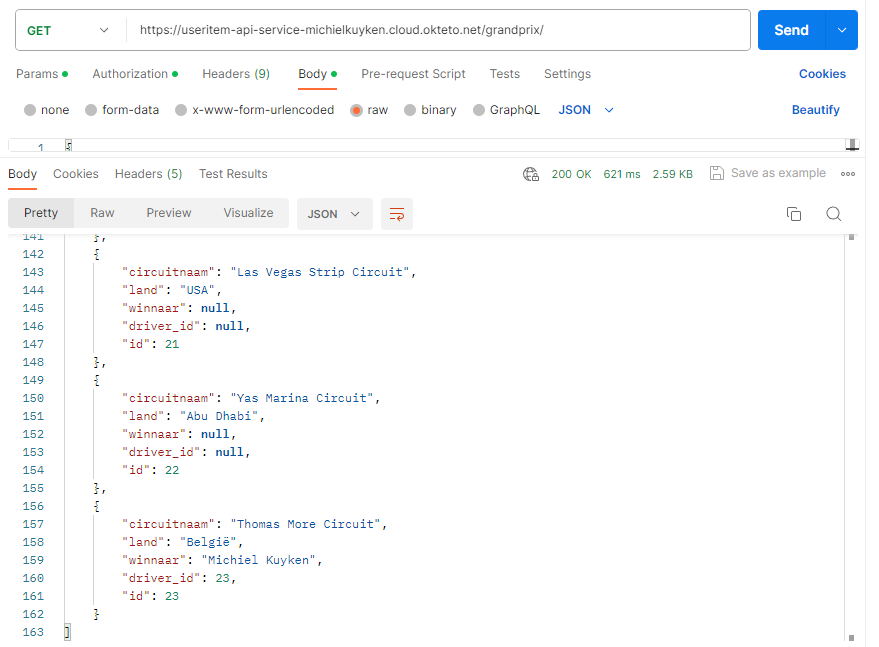 GET https://useritem-api-service-michielkuyken.cloud.okteto.net/grandprix/ Send
Params Authorization Headers (9) Body Pre-request Script Tests Settings Cookies
none form-data x-www-form-urlencoded raw binary GraphQL JSON Beautify
1 {
Body Cookies Headers (5) Test Results 200 OK 621 ms 2.59 KB Save as example
Pretty Raw Preview Visualize JSON
141 },
142 {
143 "circuitnaam": "Las Vegas Strip Circuit",
144 "land": "USA",
145 "winnaar": null,
146 "driver_id": null,
147 "id": 21
148 },
149 {
150 "circuitnaam": "Yas Marina Circuit",
151 "land": "Abu Dhabi",
152 "winnaar": null,
153 "driver_id": null,
154 "id": 22
155 },
156 {
157 "circuitnaam": "Thomas More Circuit",
158 "land": "België",
159 "winnaar": "Michiel Kuyken",
160 "driver_id": 23,
161 "id": 23
162 }
163 ]